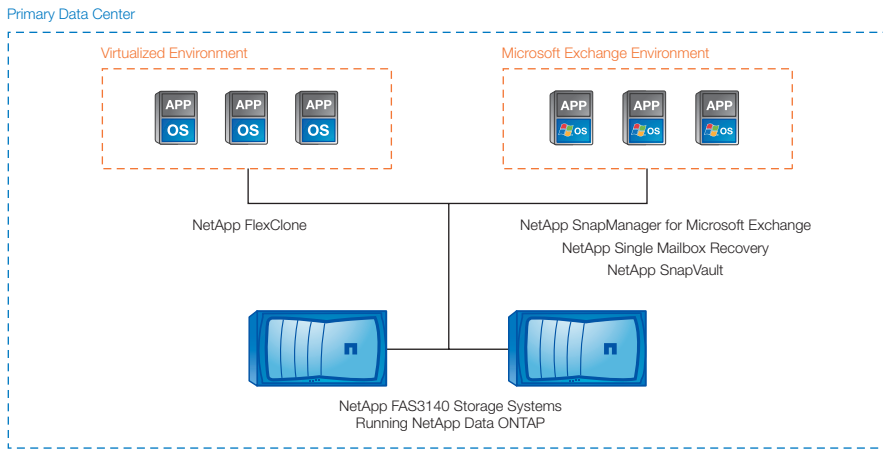 Primary Data Center
Virtualized Environment
Microsoft Exchange Environment
APP
APP
APP
APP
APP
APP
OS
OS
OS
OS
OS
OS
NetApp FlexClone
NetApp SnapManager for Microsoft Exchange
NetApp Single Mailbox Recovery
NetApp SnapVault
NetApp FAS3140 Storage Systems
Running NetApp Data ONTAP